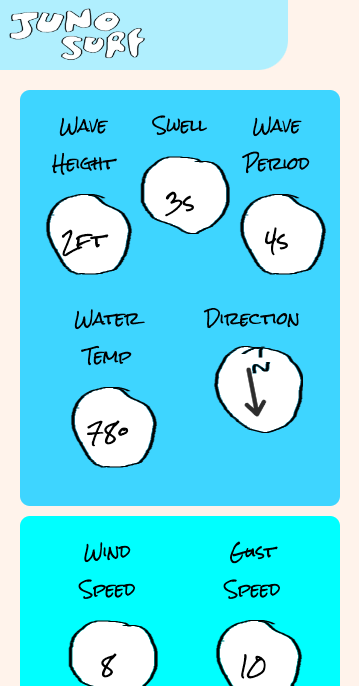 JUNO
SURF
WAVE
HEIGHT
2FT
SWELL
3S
WAVE
PERIOD
4S
WATER
TEMP
78°
DIRECTION
N
WIND
SPEED
8
GUST
SPEED
10